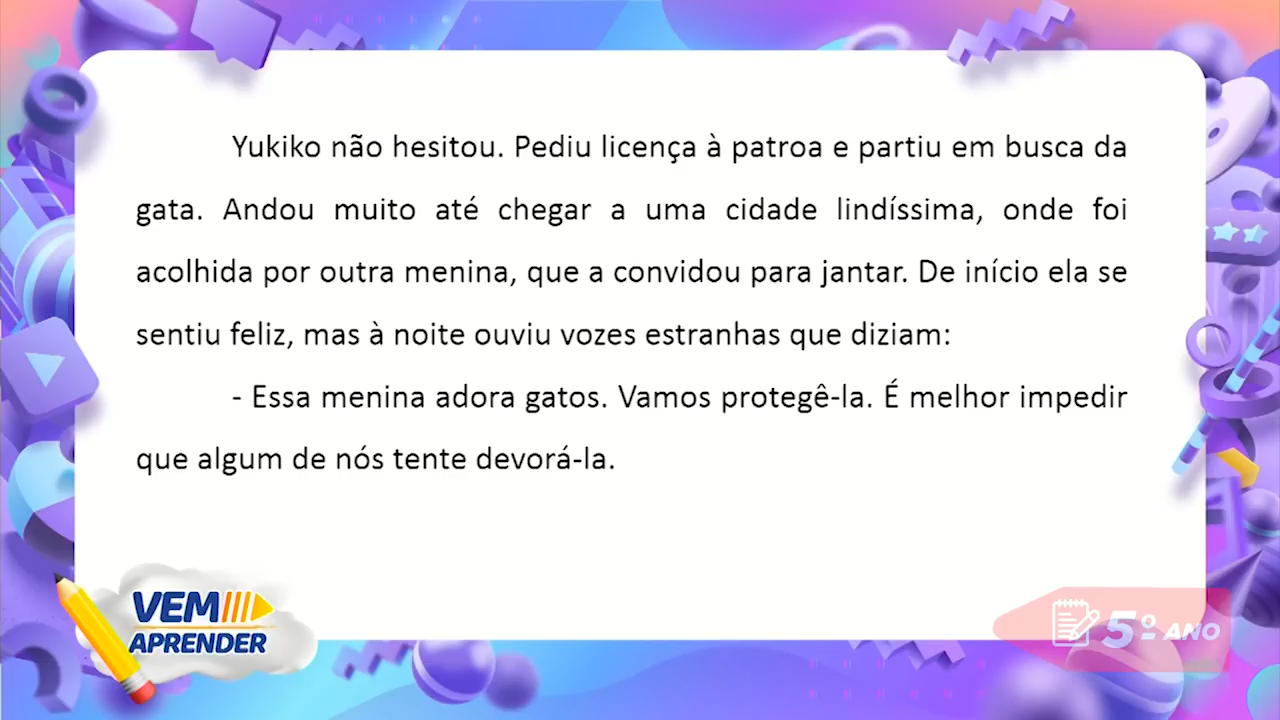 Yukiko não hesitou. Pediu licença à patroa e partiu em busca da
gata. Andou muito até chegar a uma cidade lindíssima, onde foi
acolhida por outra menina, que a convidou para jantar. De início ela se
sentiu feliz, mas à noite ouviu vozes estranhas que diziam:
- Essa menina adora gatos. Vamos protegê-la. É melhor impedir
que algum de nós tente devorá-la.
VEM
APRENDER
5º ANO